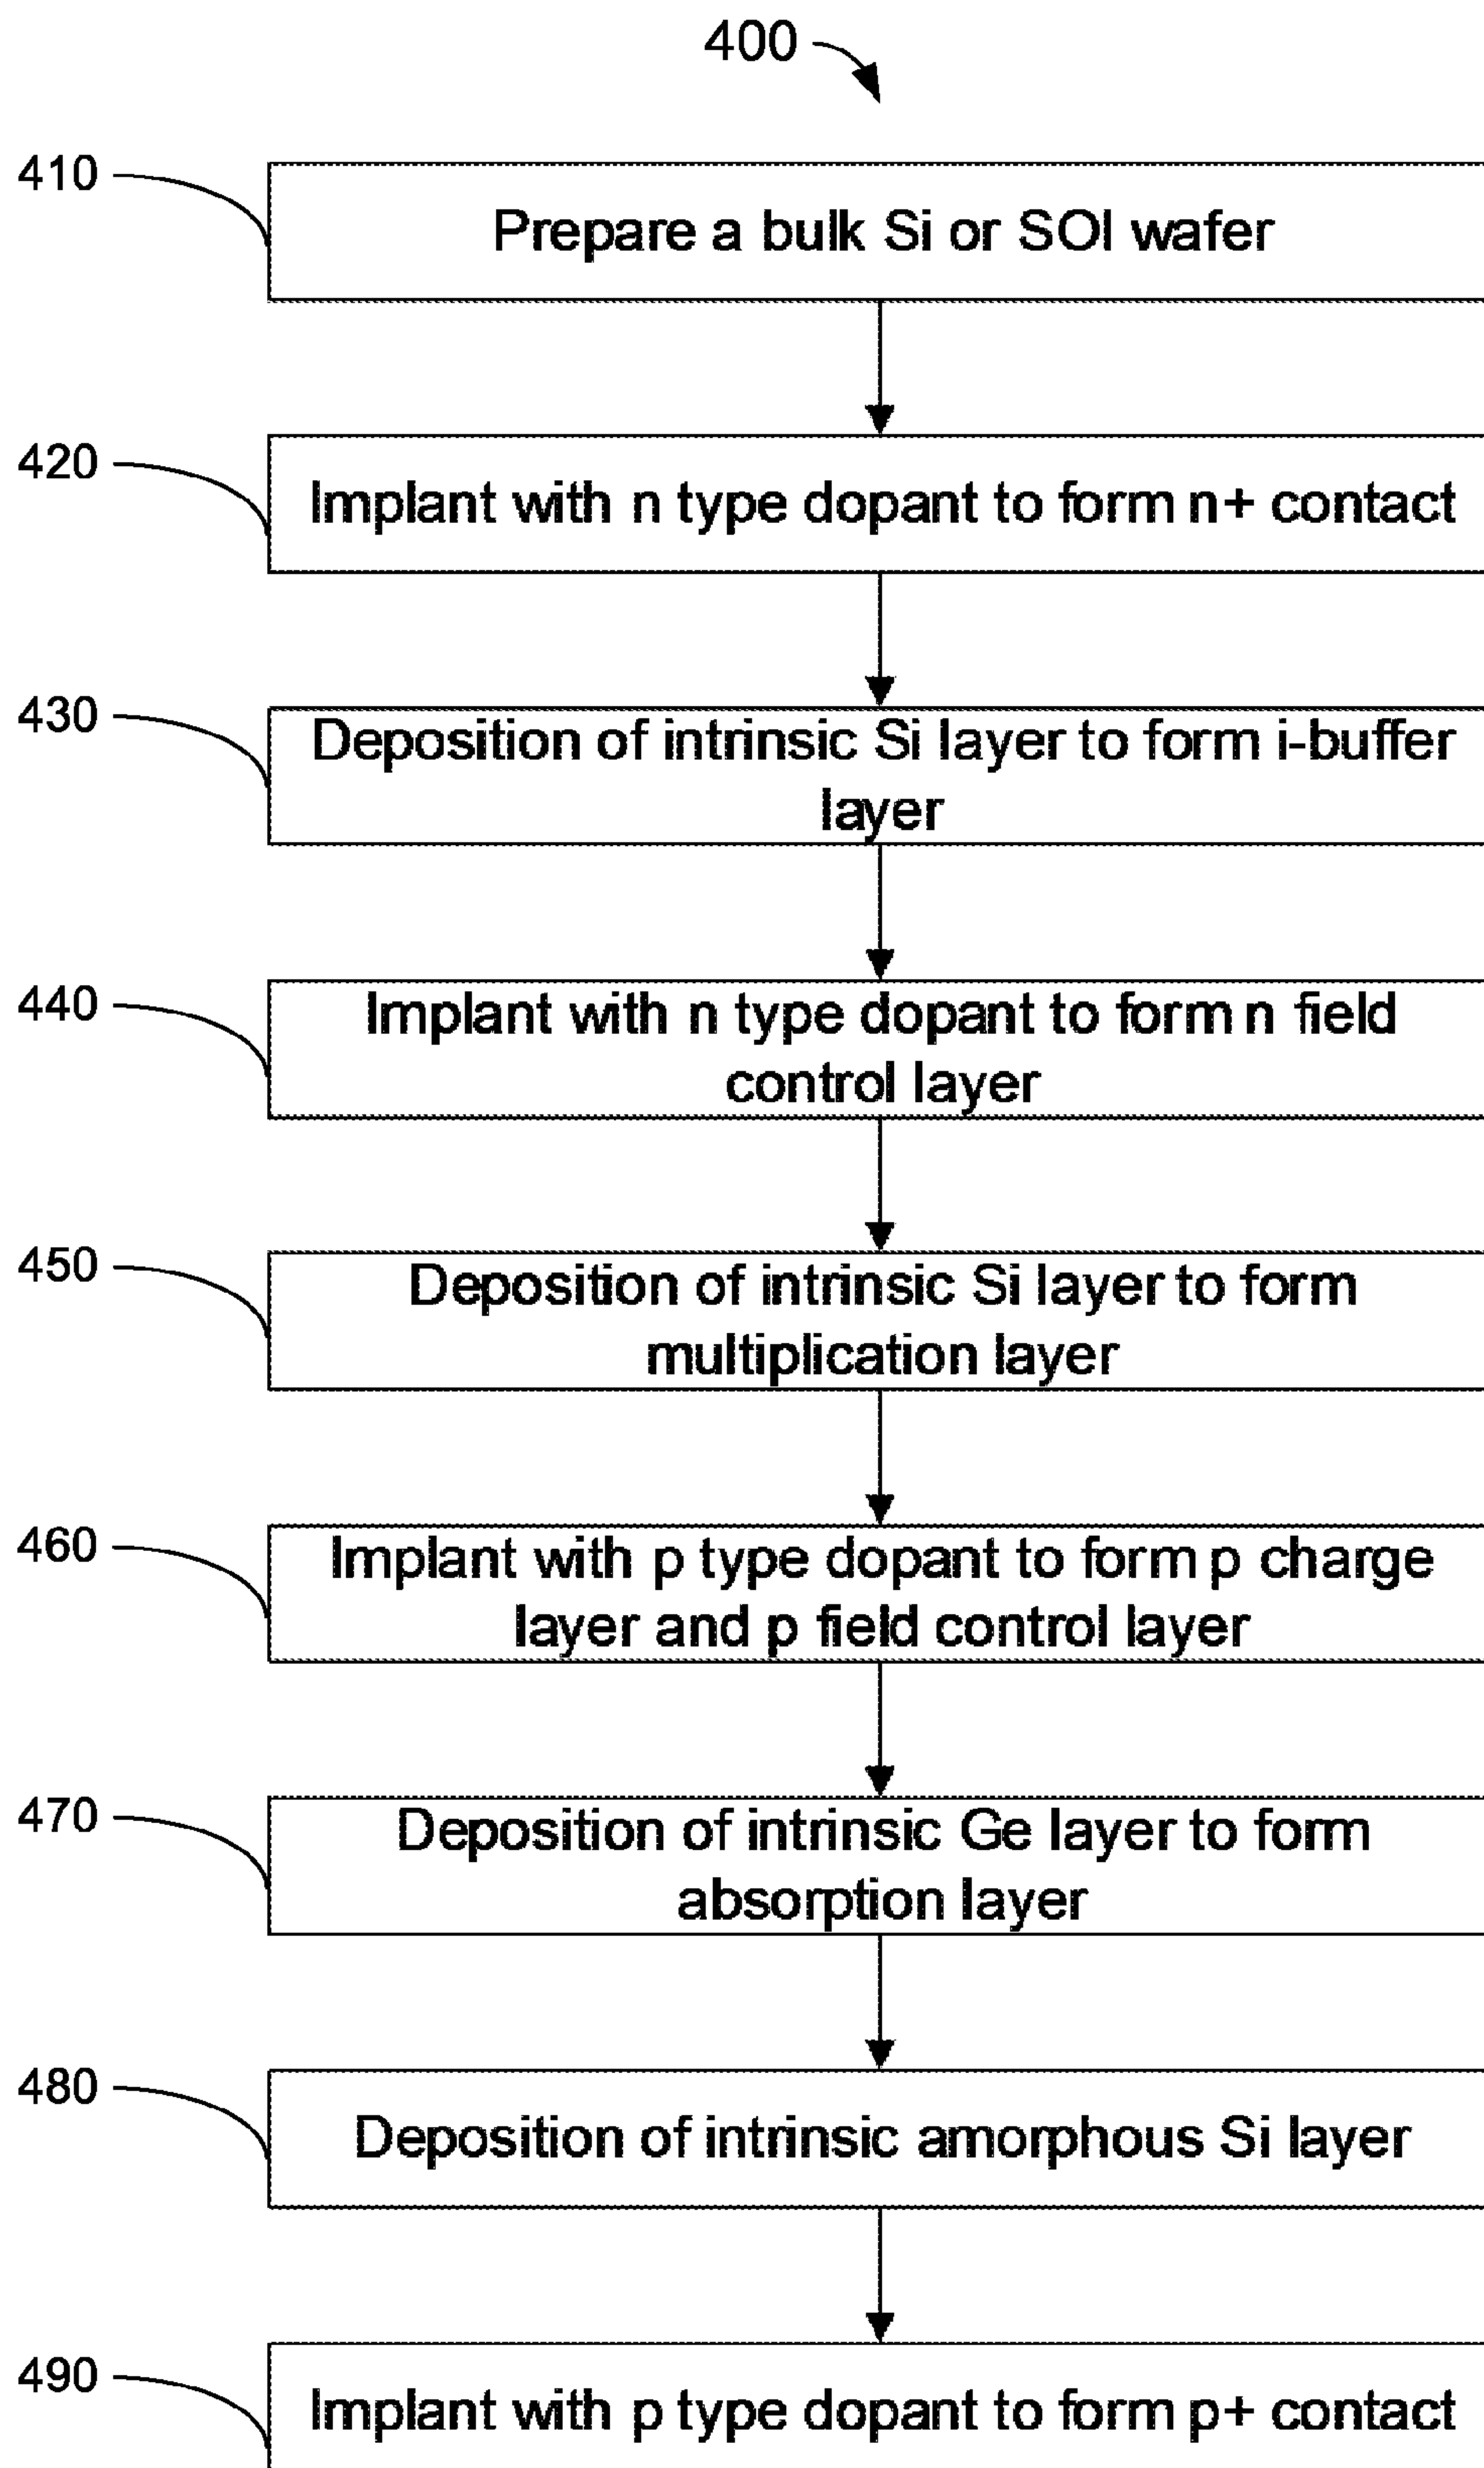 400
410
Prepare a bulk Si or SOI wafer
420
Implant with n type dopant to form n+ contact
430
Deposition of intrinsic Si layer to form i-buffer
layer
440
Implant with n type dopant to form n field
control layer
450
Deposition of intrinsic Si layer to form
multiplication layer
460
Implant with p type dopant to form p charge
layer and p field control layer
470
Deposition of intrinsic Ge layer to form
absorption layer
480
Deposition of intrinsic amorphous Si layer
490
Implant with p type dopant to form p+ contact